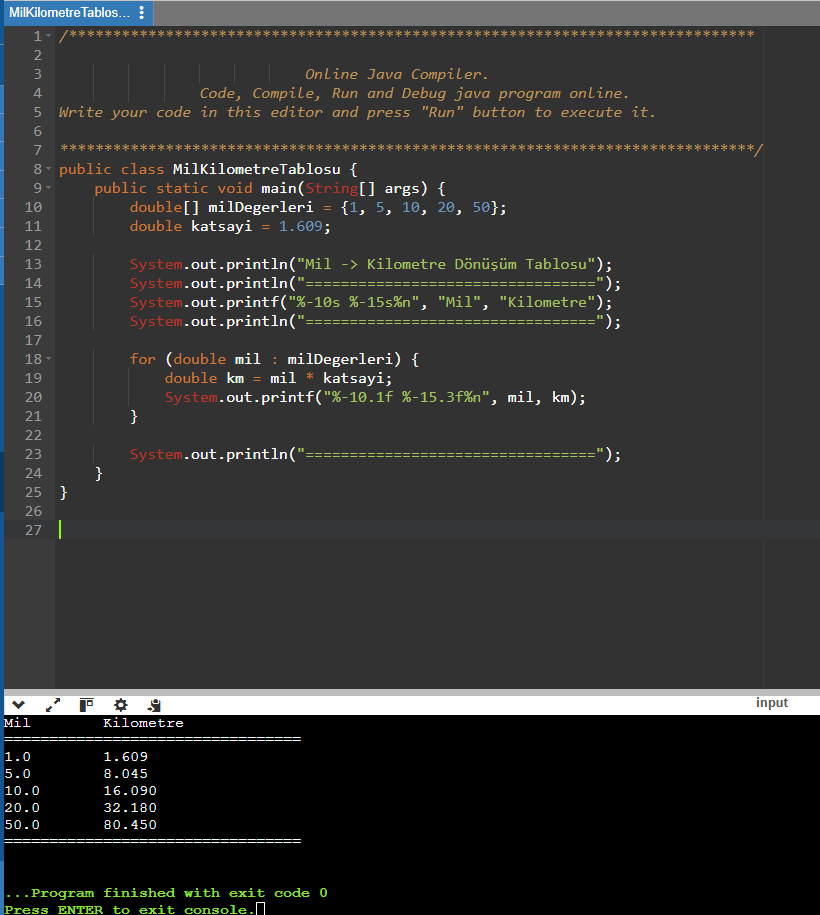 MilKilometreTablos...
1 /******************************************************************************
2
3 Online Java Compiler.
4 Code, Compile, Run and Debug java program online.
5 Write your code in this editor and press "Run" button to execute it.
6
7 *******************************************************************************/
8 public class MilKilometreTablosu {
9 public static void main(String[] args) {
10 double[] milDegerleri = {1, 5, 10, 20, 50};
11 double katsayi = 1.609;
12
13 System.out.println("Mil -> Kilometre Dönüşüm Tablosu");
14 System.out.println("=================================");
15 System.out.printf("%-10s %-15s%n", "Mil", "Kilometre");
16 System.out.println("=================================");
17
18 for (double mil : milDegerleri) {
19 double km = mil * katsayi;
20 System.out.printf("%-10.1f %-15.3f%n", mil, km);
21 }
22
23 System.out.println("=================================");
24 }
25 }
26
27
input
Mil Kilometre
=================================
1.0 1.609
5.0 8.045
10.0 16.090
20.0 32.180
50.0 80.450
=================================
...Program finished with exit code 0
Press ENTER to exit console.